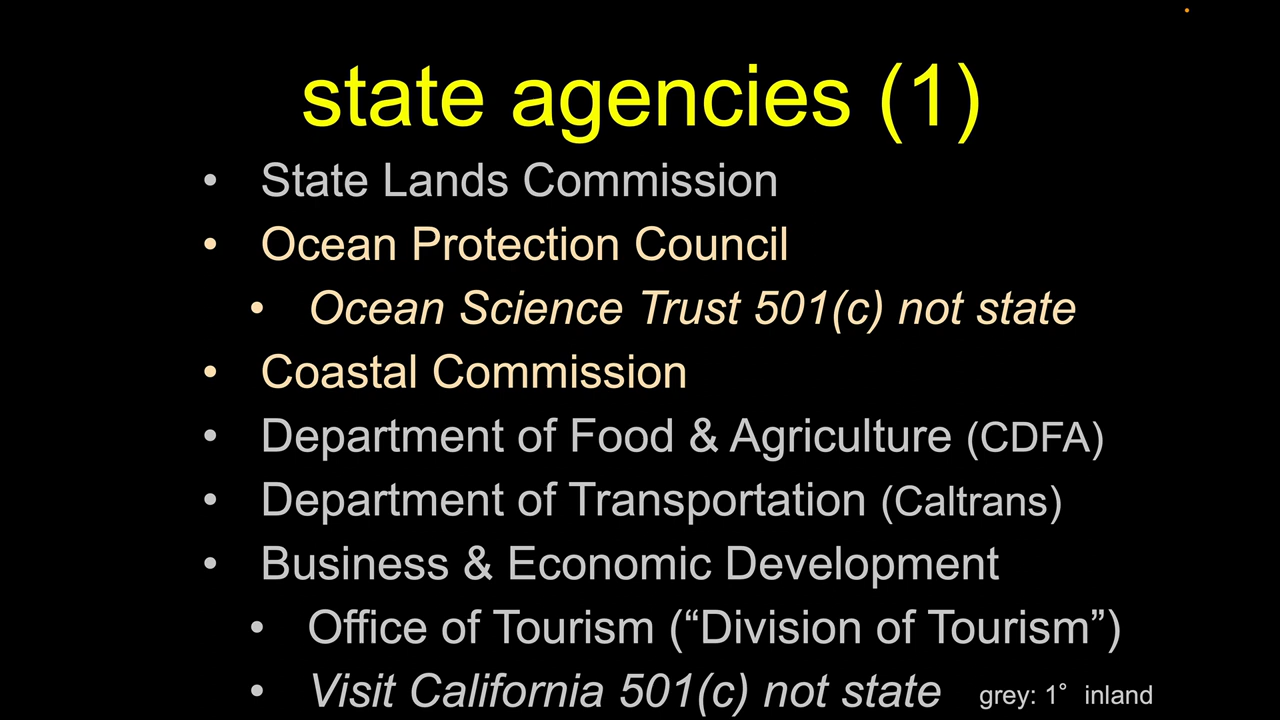 state agencies (1)
• State Lands Commission
• Ocean Protection Council
• Ocean Science Trust 501(c) not state
• Coastal Commission
• Department of Food & Agriculture (CDFA)
• Department of Transportation (Caltrans)
• Business & Economic Development
• Office of Tourism (“Division of Tourism”)
• Visit California 501(c) not state
grey: 1° inland